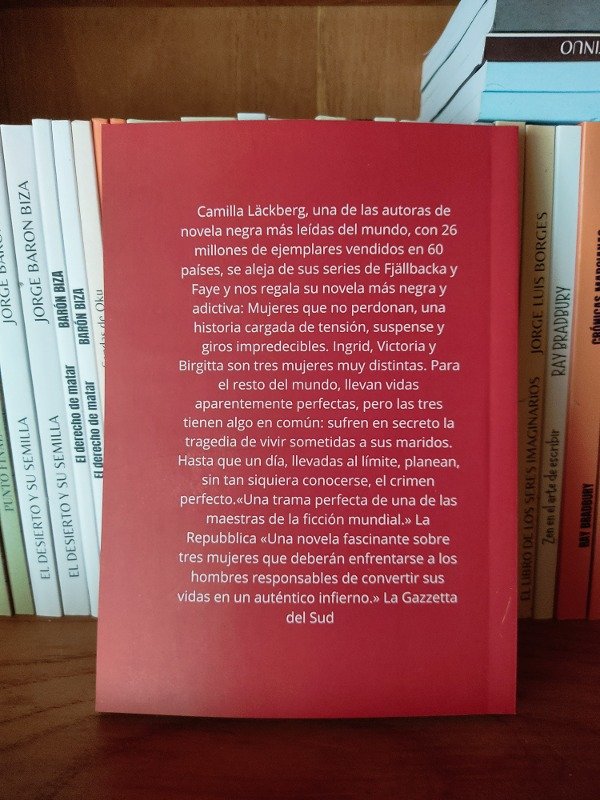 Camilla Läckberg, una de las autoras de
novela negra más leídas del mundo, con 26
millones de ejemplares vendidos en 60
países, se aleja de sus series de Fjällbacka y
Faye y nos regala su novela más negra y
adictiva: Mujeres que no perdonan, una
historia cargada de tensión, suspense y
giros impredecibles. Ingrid, Victoria y
Birgitta son tres mujeres muy distintas. Para
el resto del mundo, llevan vidas
aparentemente perfectas, pero las tres
tienen algo en común: sufren en secreto la
tragedia de vivir sometidas a sus maridos.
Hasta que un día, llevadas al límite, planean,
sin tan siquiera conocerse, el crimen
perfecto.«Una trama perfecta de una de las
maestras de la ficción mundial.» La
Repubblica «Una novela fascinante sobre
tres mujeres que deberán enfrentarse a los
hombres responsables de convertir sus
vidas en un auténtico infierno.» La Gazzetta
del Sud
JORGE BARON BIZA
EL DESIERTO Y SU SEMILLA
EL DESIERTO Y SU SEMILLA
BARÓN BIZA
El derecho de matar
BARÓN BIZA
El derecho de matar
JORGE LUIS BORGES
EL LIBRO DE LOS SERES IMAGINARIOS
RAY BRADBURY
Zen en el arte de escribir
CRÓNICAS MARCIANAS
RAY BRADBURY